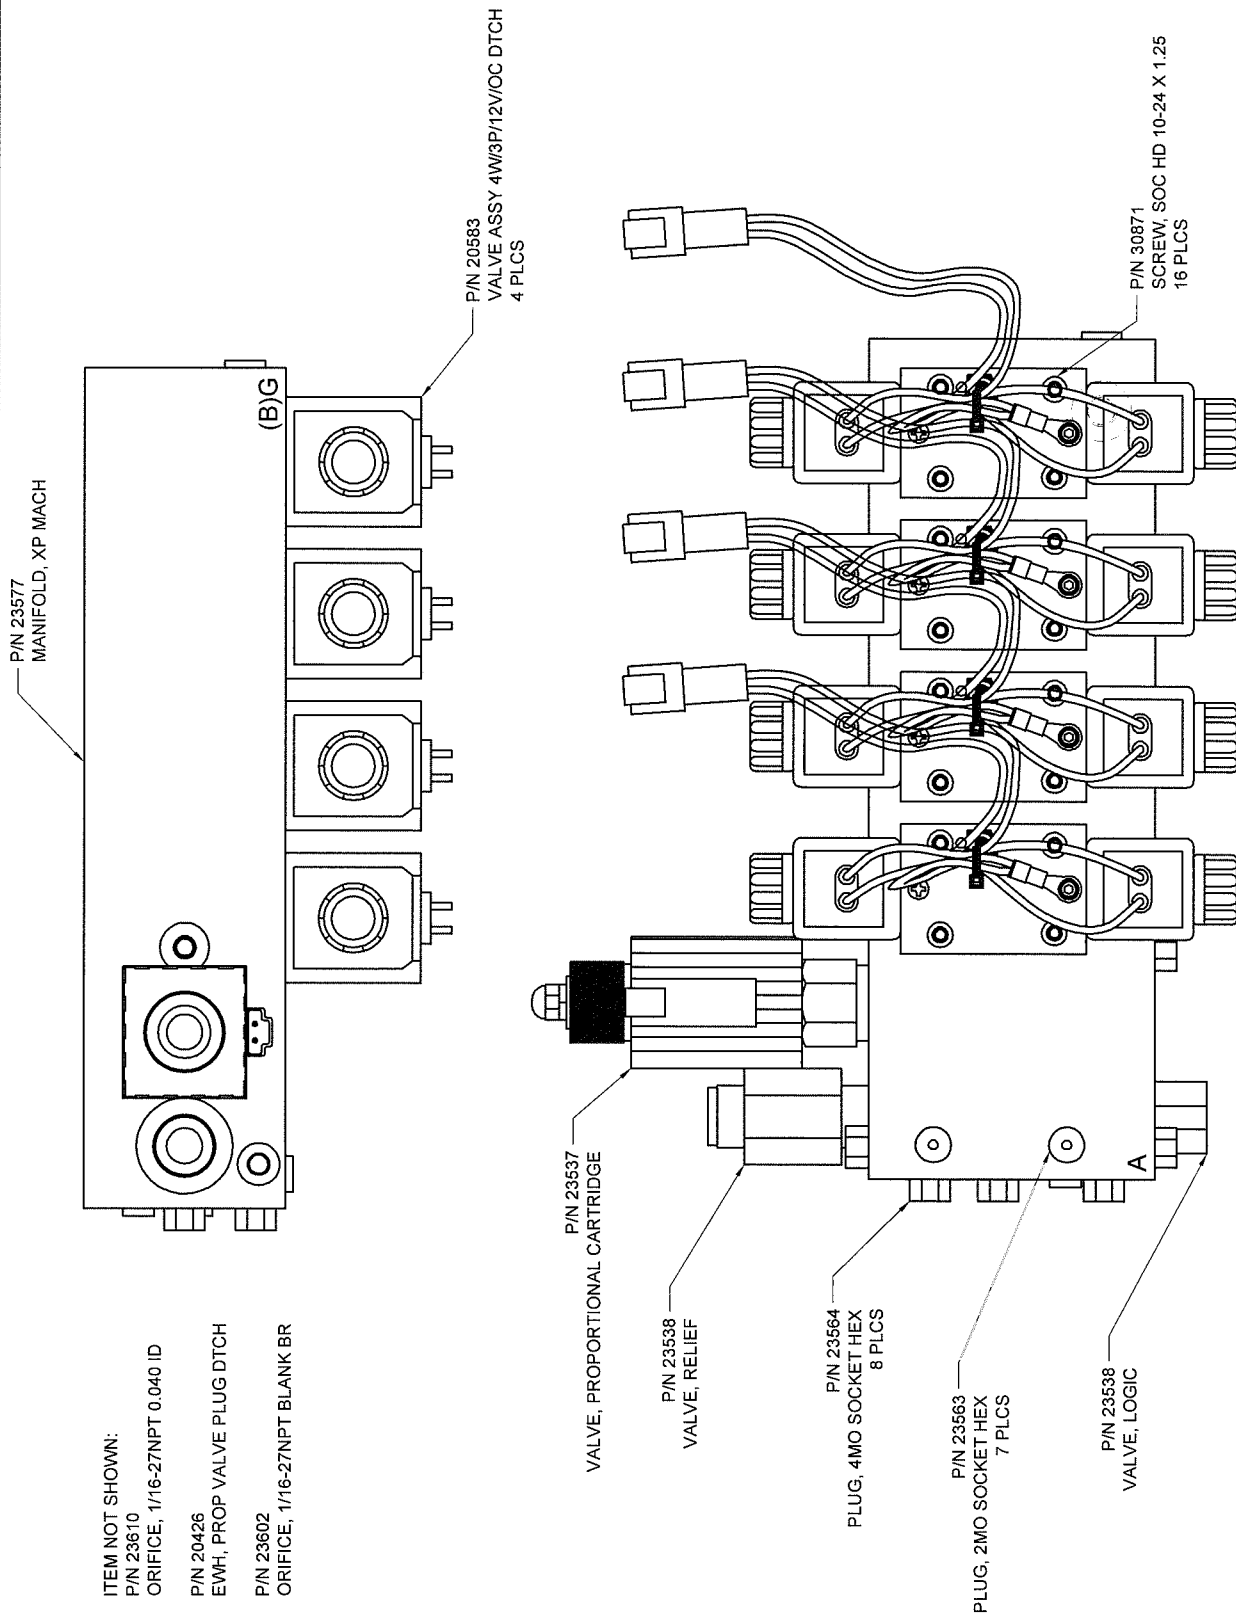 ITEM NOT SHOWN:
P/N 23610
ORIFICE, 1/16-27NPT 0.040 ID
P/N 20426
EWH, PROP VALVE PLUG DTCH
P/N 23602
ORIFICE, 1/16-27NPT BLANK BR
P/N 23577
MANIFOLD, XP MACH
(B)G
P/N 20583
VALVE ASSY 4W/3P/12V/OC DTCH
4 PLCS
P/N 23537
VALVE, PROPORTIONAL CARTRIDGE
P/N 23538
VALVE, RELIEF
P/N 23564
PLUG, 4MO SOCKET HEX
8 PLCS
P/N 23563
PLUG, 2MO SOCKET HEX
7 PLCS
P/N 23538
VALVE, LOGIC
A
P/N 30871
SCREW, SOC HD 10-24 X 1.25
16 PLCS